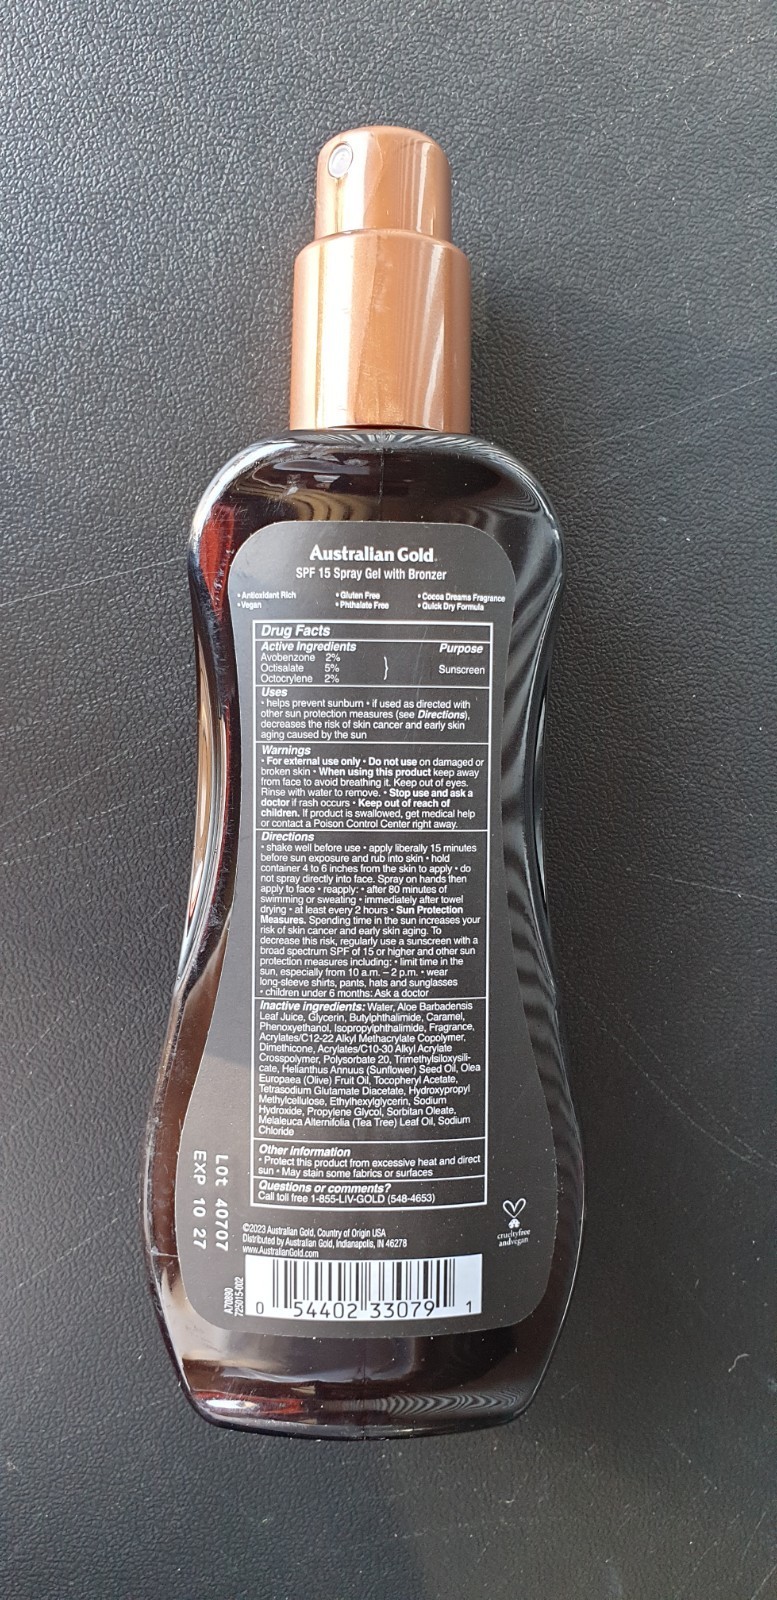 Australian Gold
SPF 15 Spray Gel with Bronzer
• Antioxidant Rich • Gluten Free • Cocoa Dreams Fragrance
• Vegan • Phthalate Free • Quick Dry Formula
Drug Facts
Active Ingredients Purpose
Avobenzone 2%
Octisalate 5% } Sunscreen
Octocrylene 2%
Uses
• helps prevent sunburn • if used as directed with
other sun protection measures (see Directions),
decreases the risk of skin cancer and early skin
aging caused by the sun
Warnings
• For external use only • Do not use on damaged or
broken skin • When using this product keep away
from face to avoid breathing it. Keep out of eyes.
Rinse with water to remove. • Stop use and ask a
doctor if rash occurs • Keep out of reach of
children. If product is swallowed, get medical help
or contact a Poison Control Center right away.
Directions
• shake well before use • apply liberally 15 minutes
before sun exposure and rub into skin • hold
container 4 to 6 inches from the skin to apply • do
not spray directly into face. Spray on hands then
apply to face • reapply: • after 80 minutes of
swimming or sweating • immediately after towel
drying • at least every 2 hours • Sun Protection
Measures. Spending time in the sun increases your
risk of skin cancer and early skin aging. To
decrease this risk, regularly use a sunscreen with a
broad spectrum SPF of 15 or higher and other sun
protection measures including: • limit time in the
sun, especially from 10 a.m. – 2 p.m. • wear
long-sleeve shirts, pants, hats and sunglasses
• children under 6 months: Ask a doctor
Inactive ingredients: Water, Aloe Barbadensis
Leaf Juice, Glycerin, Butylphthalimide, Caramel,
Phenoxyethanol, Isopropylphthalimide, Fragrance,
Acrylates/C12-22 Alkyl Methacrylate Copolymer,
Dimethicone, Acrylates/C10-30 Alkyl Acrylate
Crosspolymer, Polysorbate 20, Trimethylsiloxysili-
cate, Helianthus Annuus (Sunflower) Seed Oil, Olea
Europaea (Olive) Fruit Oil, Tocopheryl Acetate,
Tetrasodium Glutamate Diacetate, Hydroxypropyl
Methylcellulose, Ethylhexylglycerin, Sodium
Hydroxide, Propylene Glycol, Sorbitan Oleate,
Melaleuca Alternifolia (Tea Tree) Leaf Oil, Sodium
Chloride
Other information
• Protect this product from excessive heat and direct
sun • May stain some fabrics or surfaces
Questions or comments?
Call toll free 1-855-LIV-GOLD (548-4653)
Lot 40707
EXP 10 27
©2023 Australian Gold, Country of Origin USA
Distributed by Australian Gold, Indianapolis, IN 46278
www.AustralianGold.com
crueltyfree
andvegan
A70890
725015-002
0 54402 33079 1